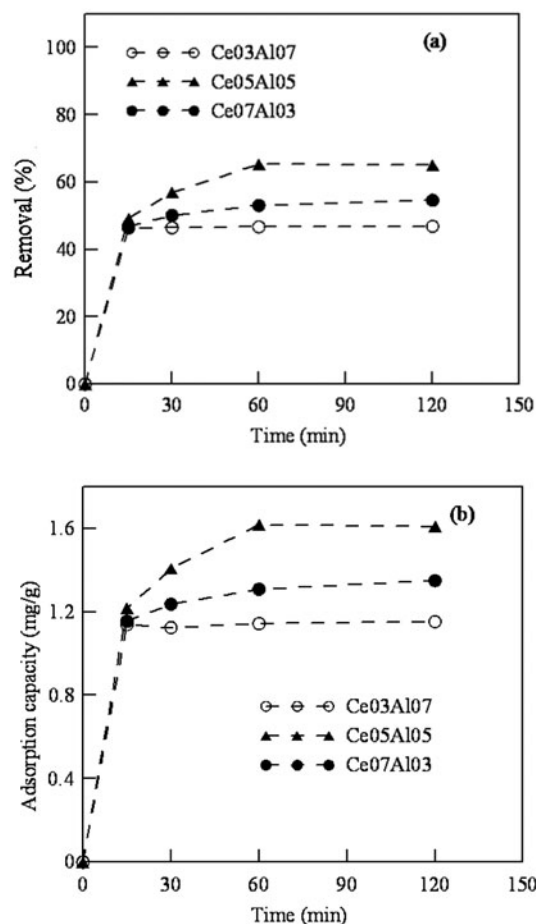 (a)
Ce03Al07
Ce05Al05
Ce07Al03
Removal (%)
100
80
60
40
20
0
0 30 60 90 120 150
Time (min)
(b)
Adsorption capacity (mg/g)
1.6
1.2
0.8
0.4
0
Ce03Al07
Ce05Al05
Ce07Al03
0 30 60 90 120 150
Time (min)